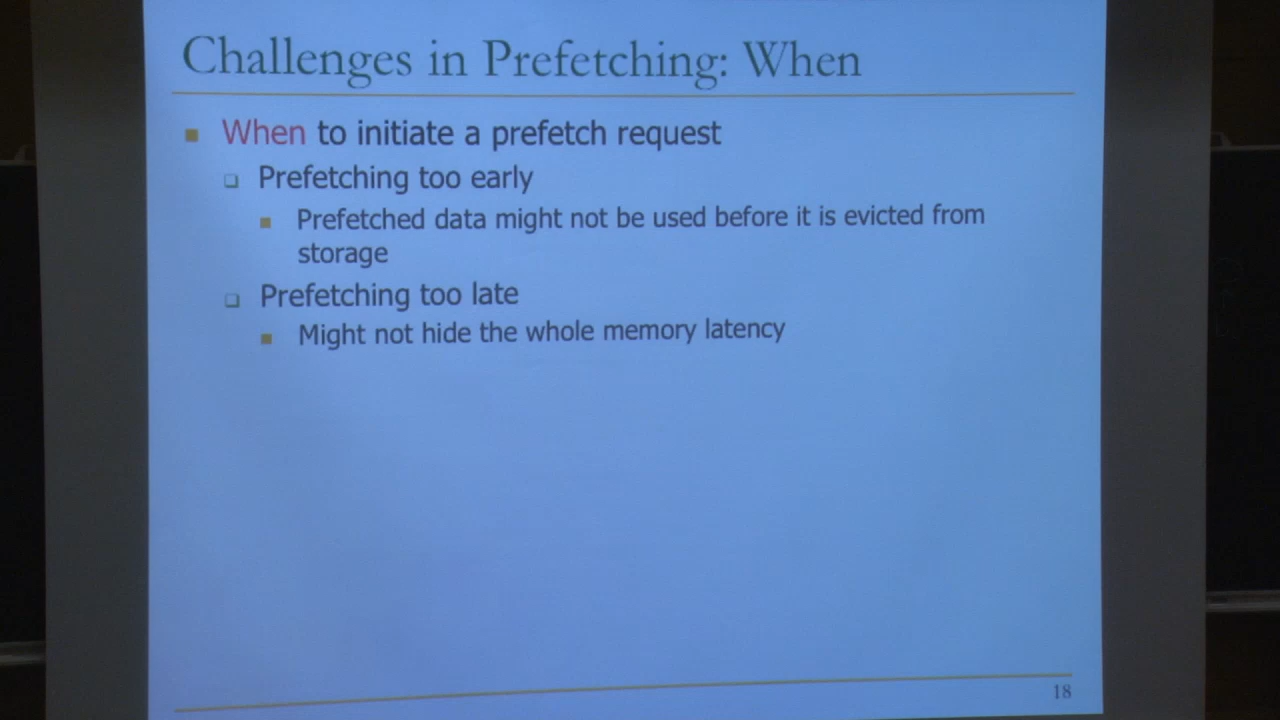 Challenges in Prefetching: When
When to initiate a prefetch request
Prefetching too early
Prefetched data might not be used before it is evicted from
storage
Prefetching too late
Might not hide the whole memory latency
18